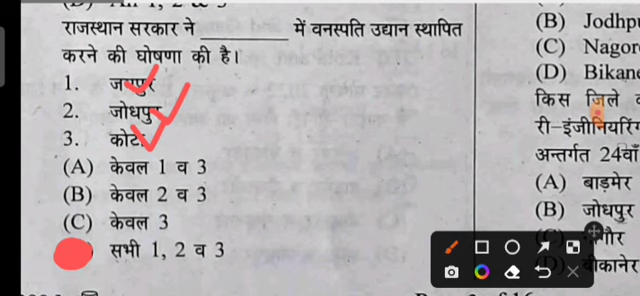 राजस्थान सरकार ने __________ में वनस्पति उद्यान स्थापित
करने की घोषणा की है।
1. जयपुर
2. जोधपुर
3. कोटा
(A) केवल 1 व 3
(B) केवल 2 व 3
(C) केवल 3
सभी 1, 2 व 3
(B) Jodhp
(C) Nagor
(D) Bikan
किस जिले
री-इंजीनियरिंग
अन्तर्गत 24वाँ
(A) बाड़मेर
(B) जोधपुर
बीकानेर